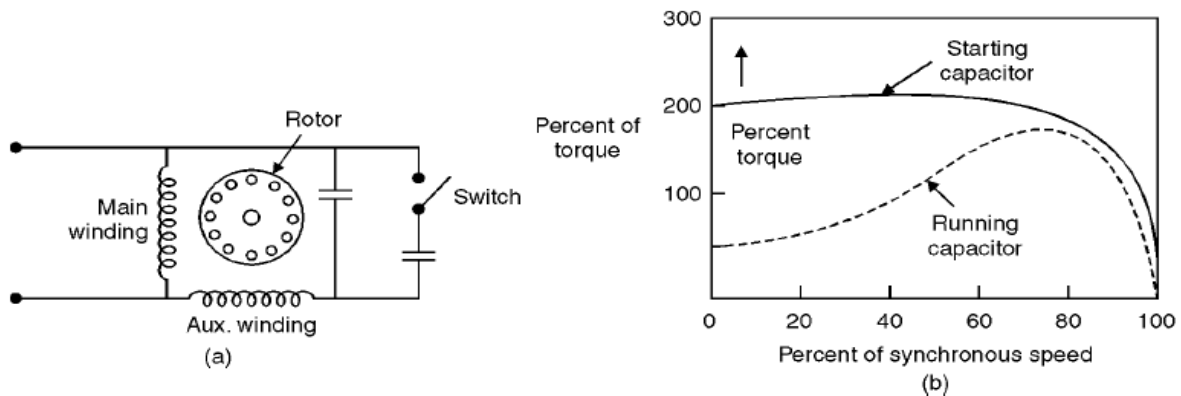 Rotor
Main
winding
Switch
Aux. winding
(a)
Percent of
torque
300
200
100
Starting
capacitor
Percent
torque
Running
capacitor
0 20 40 60 80 100
Percent of synchronous speed
(b)